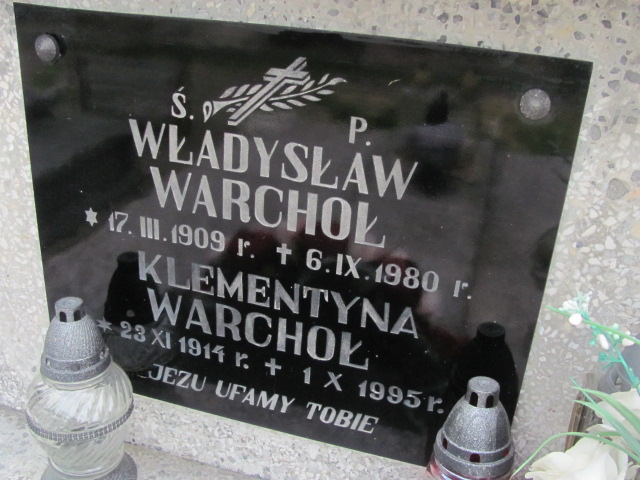 Ś. P.
WŁADYSŁAW
WARCHOŁ
* 17. III. 1909 r. + 6. IX. 1980 r.
KLEMENTYNA
WARCHOŁ
* 23 XI 1914 r. + 1 X 1995 r.
JEZU UFAMY TOBIE